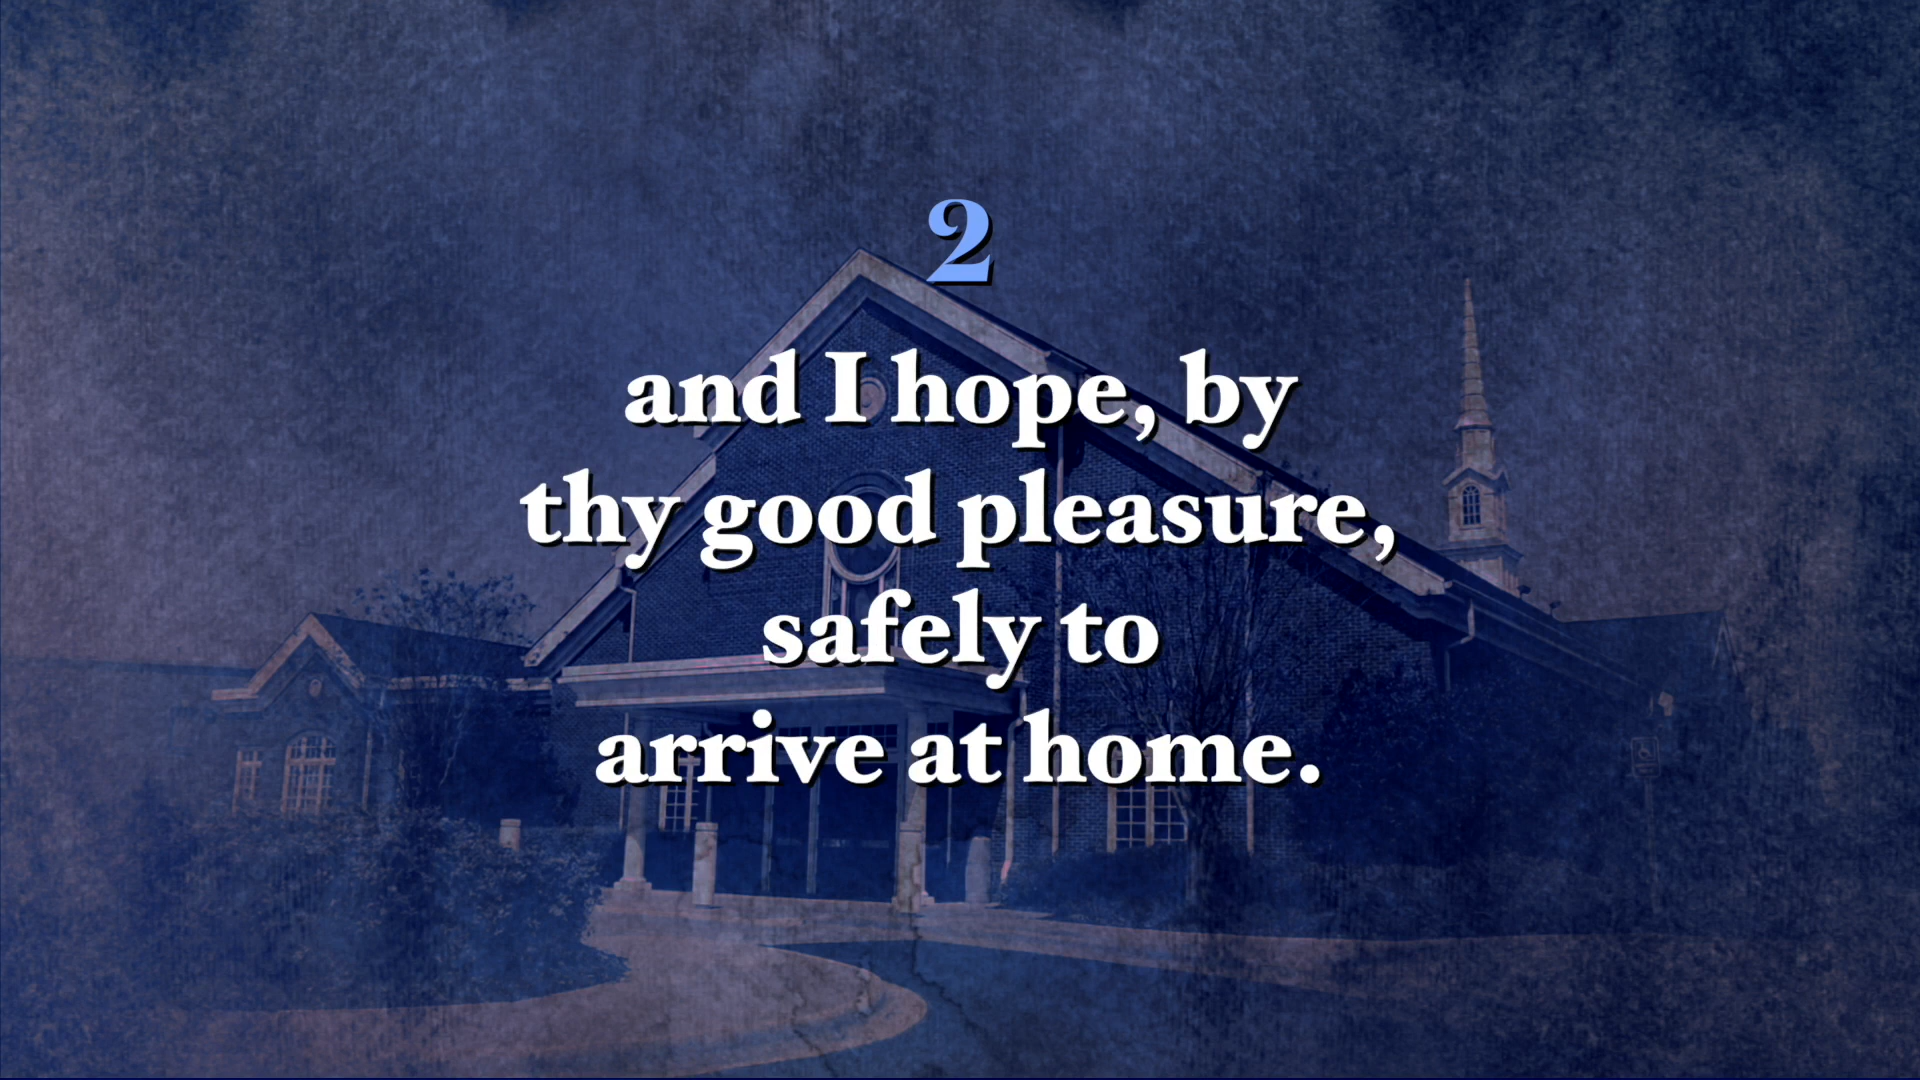 2
and I hope, by
thy good pleasure,
safely to
arrive at home.